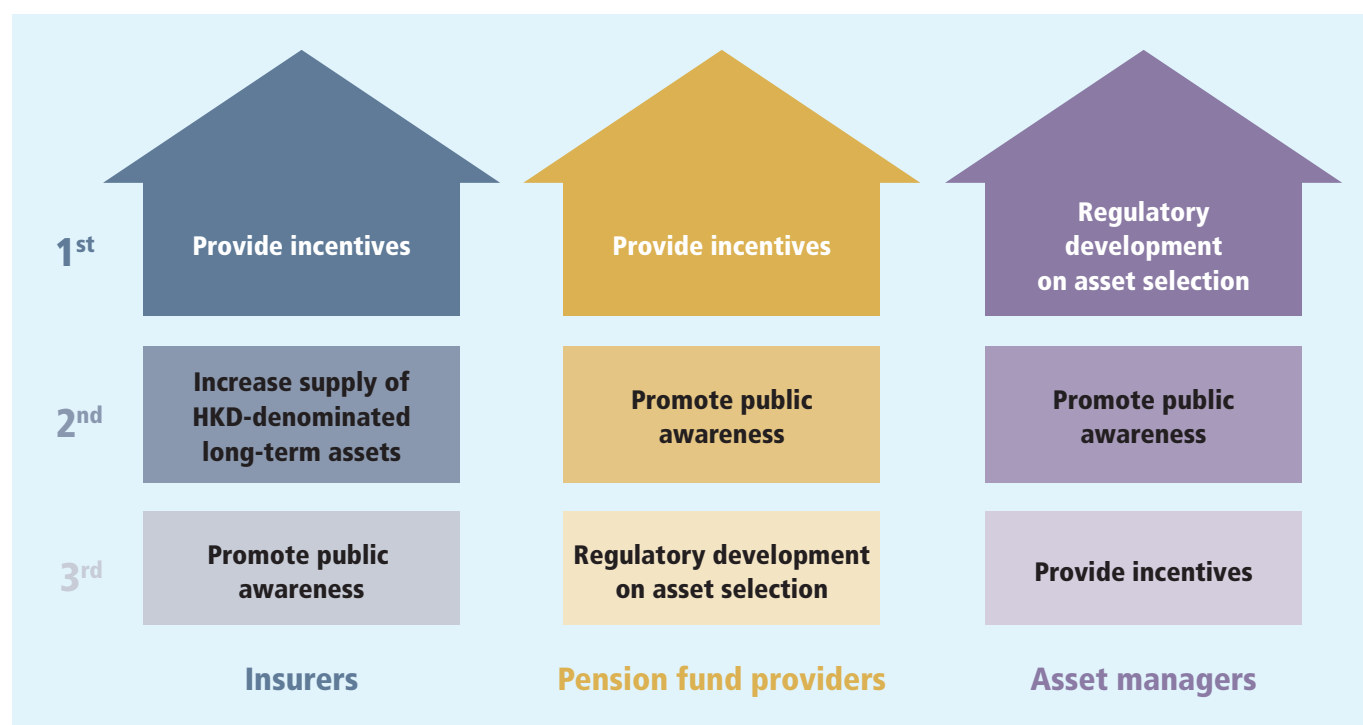 1st
Provide incentives
Provide incentives
Regulatory
development
on asset selection
2nd
Increase supply of
HKD-denominated
long-term assets
Promote public
awareness
Promote public
awareness
3rd
Promote public
awareness
Regulatory development
on asset selection
Provide incentives
Insurers
Pension fund providers
Asset managers